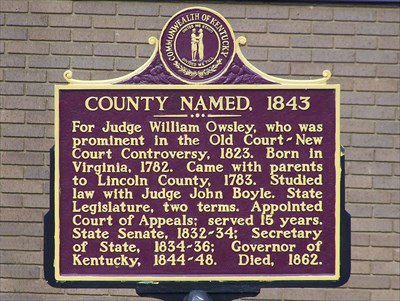 COMMONWEALTH OF KENTUCKY
COUNTY NAMED, 1843
For Judge William Owsley, who was
prominent in the Old Court-New
Court Controversy, 1823. Born in
Virginia, 1782. Came with parents
to Lincoln County, 1783. Studied
law with Judge John Boyle. State
Legislature, two terms. Appointed
Court of Appeals; served 15 years.
State Senate, 1832-34; Secretary
of State, 1834-36; Governor of
Kentucky, 1844-48. Died, 1862.